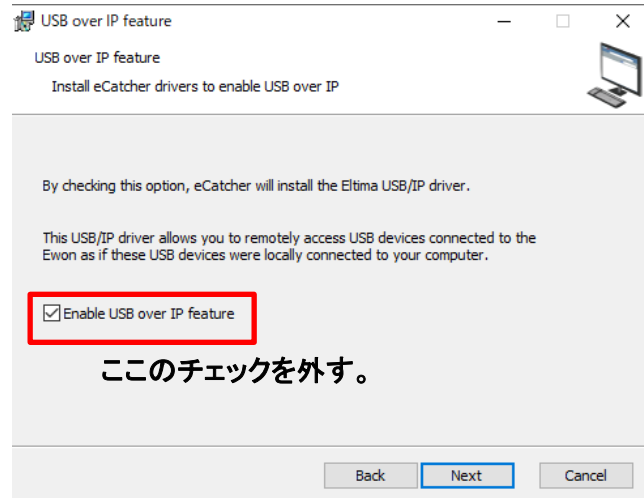 USB over IP feature
USB over IP feature
Install eCatcher drivers to enable USB over IP
By checking this option, eCatcher will install the Eltima USB/IP driver.
This USB/IP driver allows you to remotely access USB devices connected to the
Ewon as if these USB devices were locally connected to your computer.
Enable USB over IP feature
ここのチェックを外す。
Back Next Cancel